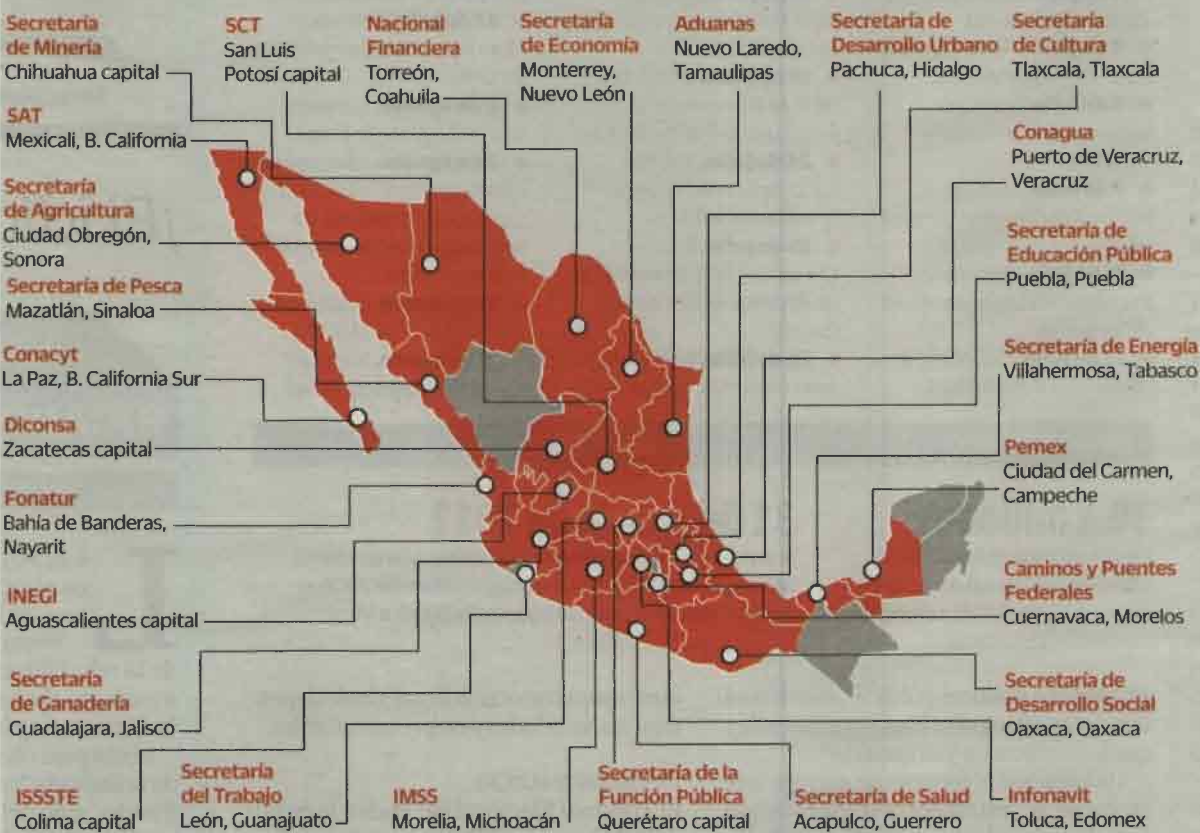 Secretaría
de Minería
Chihuahua capital
SCT
San Luis
Potosí capital
Nacional
Financiera
Torreón,
Coahuila
Secretaría
de Economía
Monterrey,
Nuevo León
Aduanas
Nuevo Laredo,
Tamaulipas
Secretaría de
Desarrollo Urbano
Pachuca, Hidalgo
Secretaría
de Cultura
Tlaxcala, Tlaxcala
SAT
Mexicali, B. California
Secretaría
de Agricultura
Ciudad Obregón,
Sonora
Secretaría de Pesca
Mazatlán, Sinaloa
Conacyt
La Paz, B. California Sur
Diconsa
Zacatecas capital
Fonatur
Bahía de Banderas,
Nayarit
INEGI
Aguascalientes capital
Secretaría
de Ganadería
Guadalajara, Jalisco
ISSSTE
Colima capital
Conagua
Puerto de Veracruz,
Veracruz
Secretaría de
Educación Pública
Puebla, Puebla
Secretaría de Energía
Villahermosa, Tabasco
Pemex
Ciudad del Carmen,
Campeche
Caminos y Puentes
Federales
Cuernavaca, Morelos
Secretaría de
Desarrollo Social
Oaxaca, Oaxaca
Secretaría
del Trabajo
León, Guanajuato
IMSS
Morelia, Michoacán
Secretaría de la
Función Pública
Querétaro capital
Secretaría de Salud
Acapulco, Guerrero
Infonavit
Toluca, Edomex